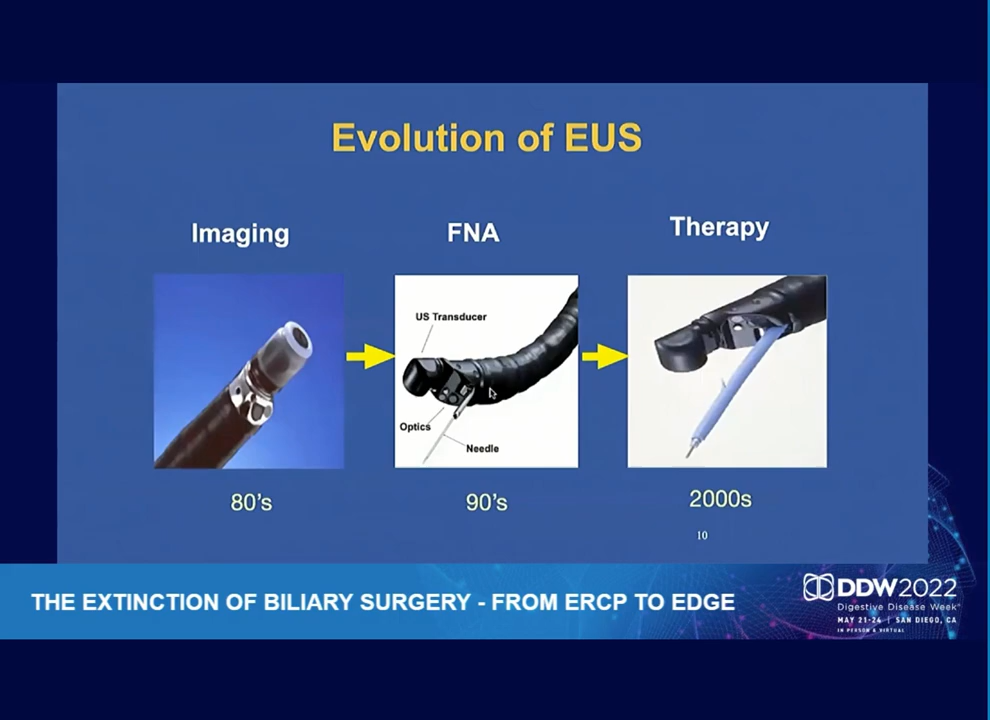 Evolution of EUS
Imaging
FNA
Therapy
US Transducer
Optics
Needle
80's
90's
2000s
10
THE EXTINCTION OF BILIARY SURGERY - FROM ERCP TO EDGE
DDW2022
Digestive Disease Week®
MAY 21-24 | SAN DIEGO, CA
IN PERSON & VIRTUAL